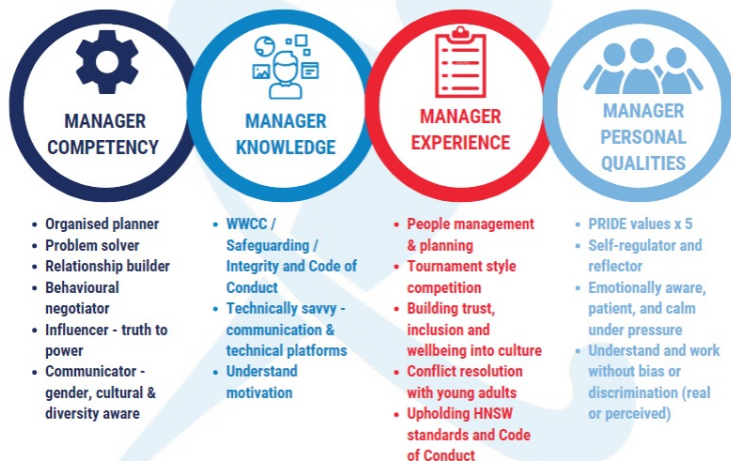 MANAGER
COMPETENCY
• Organised planner
• Problem solver
• Relationship builder
• Behavioural
negotiator
• Influencer - truth to
power
• Communicator -
gender, cultural &
diversity aware
MANAGER
KNOWLEDGE
• WWCC /
Safeguarding /
Integrity and Code of
Conduct
• Technically savvy -
communication &
technical platforms
• Understand
motivation
MANAGER
EXPERIENCE
• People management
& planning
• Tournament style
competition
• Building trust,
inclusion and
wellbeing into culture
• Conflict resolution
with young adults
• Upholding HNSW
standards and Code
of Conduct
MANAGER
PERSONAL
QUALITIES
• PRIDE values x 5
• Self-regulator and
reflector
• Emotionally aware,
patient, and calm
under pressure
• Understand and work
without bias or
discrimination (real
or perceived)